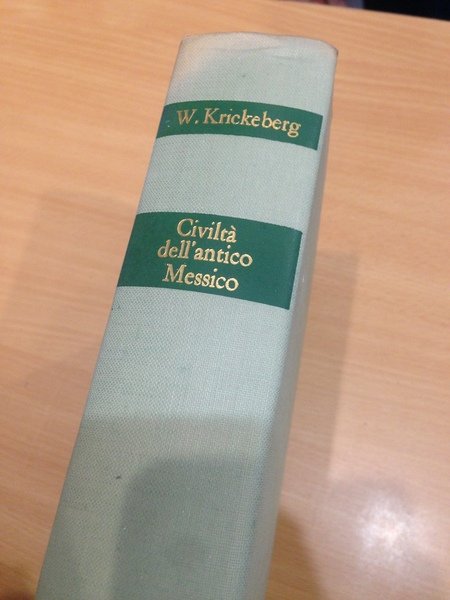 W. Krickeberg
Civiltà
dell'antico
Messico